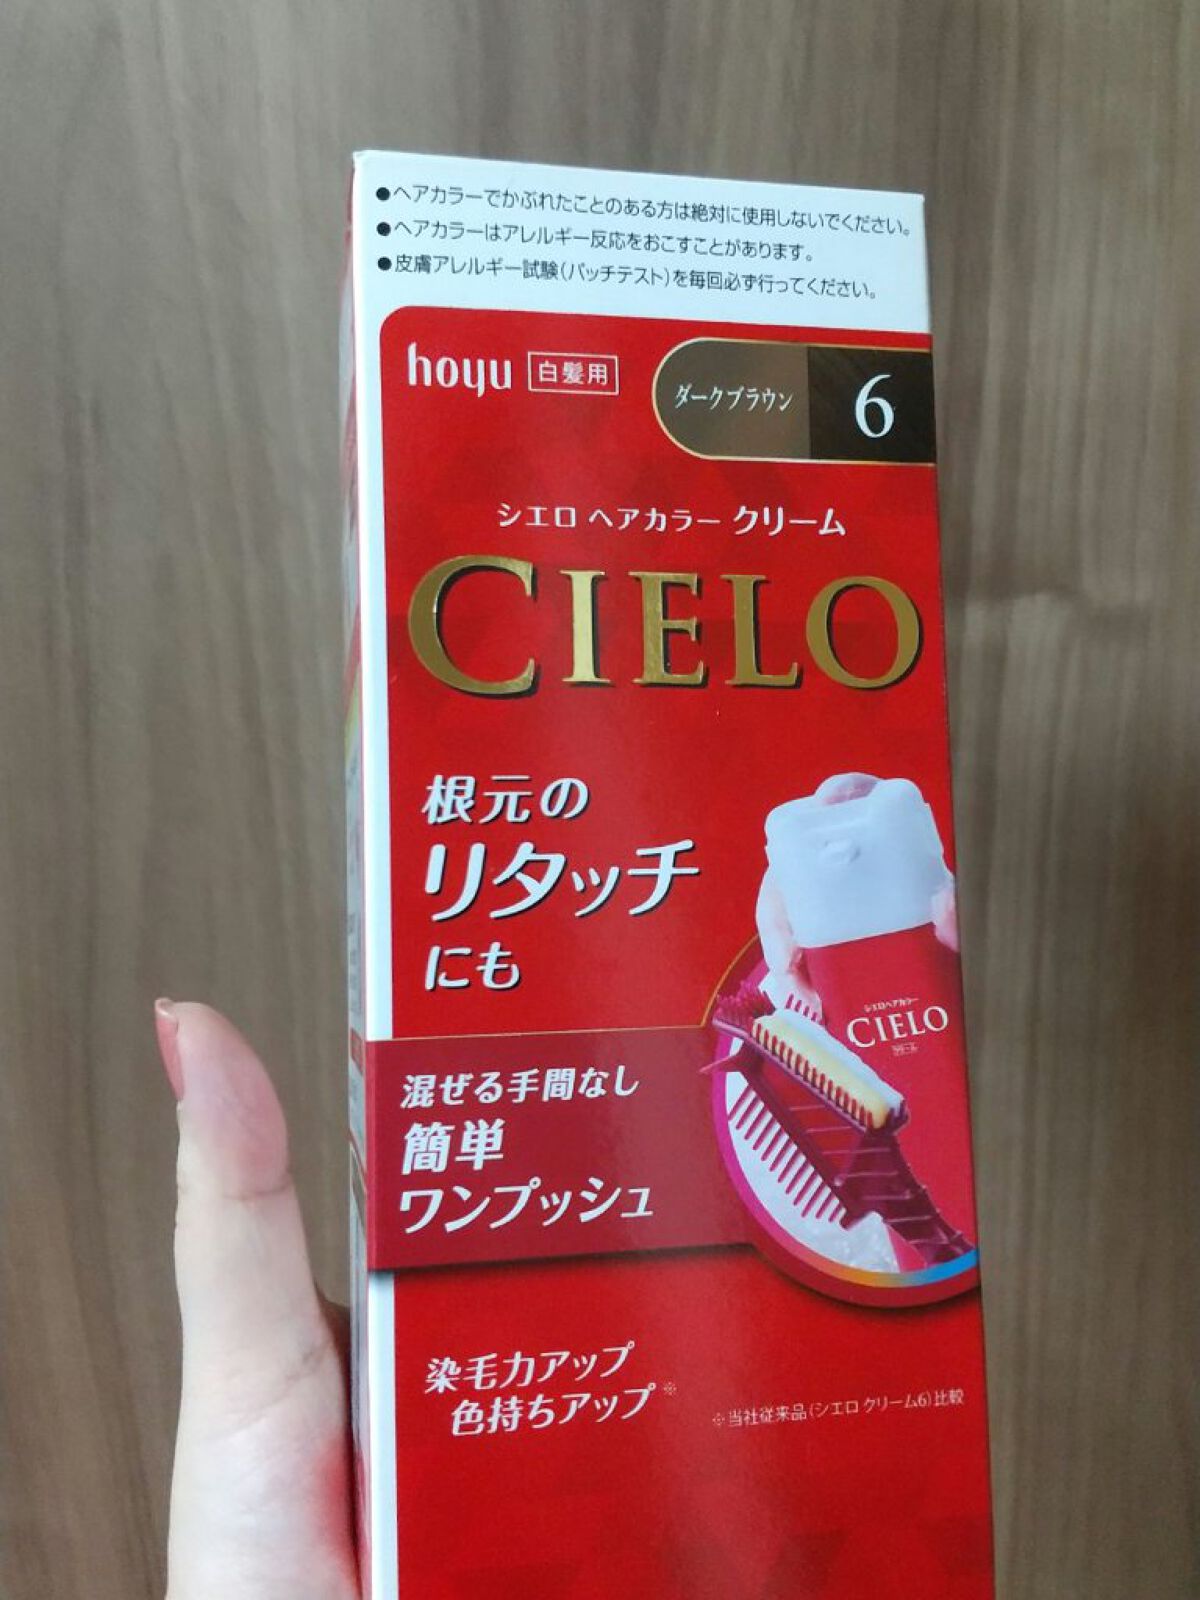 ●ヘアカラーでかぶれたことのある方は絶対に使用しないでください。
●ヘアカラーはアレルギー反応をおこすことがあります。
●皮膚アレルギー試験(パッチテスト)を毎回必ず行ってください。
hoyu 白髪用
ダークブラウン 6
シエロ ヘアカラー クリーム
CIELO
根元の
リタッチ
にも
シエロヘアカラー
CIELO
クリーム
混ぜる手間なし
簡単
ワンプッシュ
染毛力アップ
色持ちアップ※
※当社従来品(シエロ クリーム6)比較